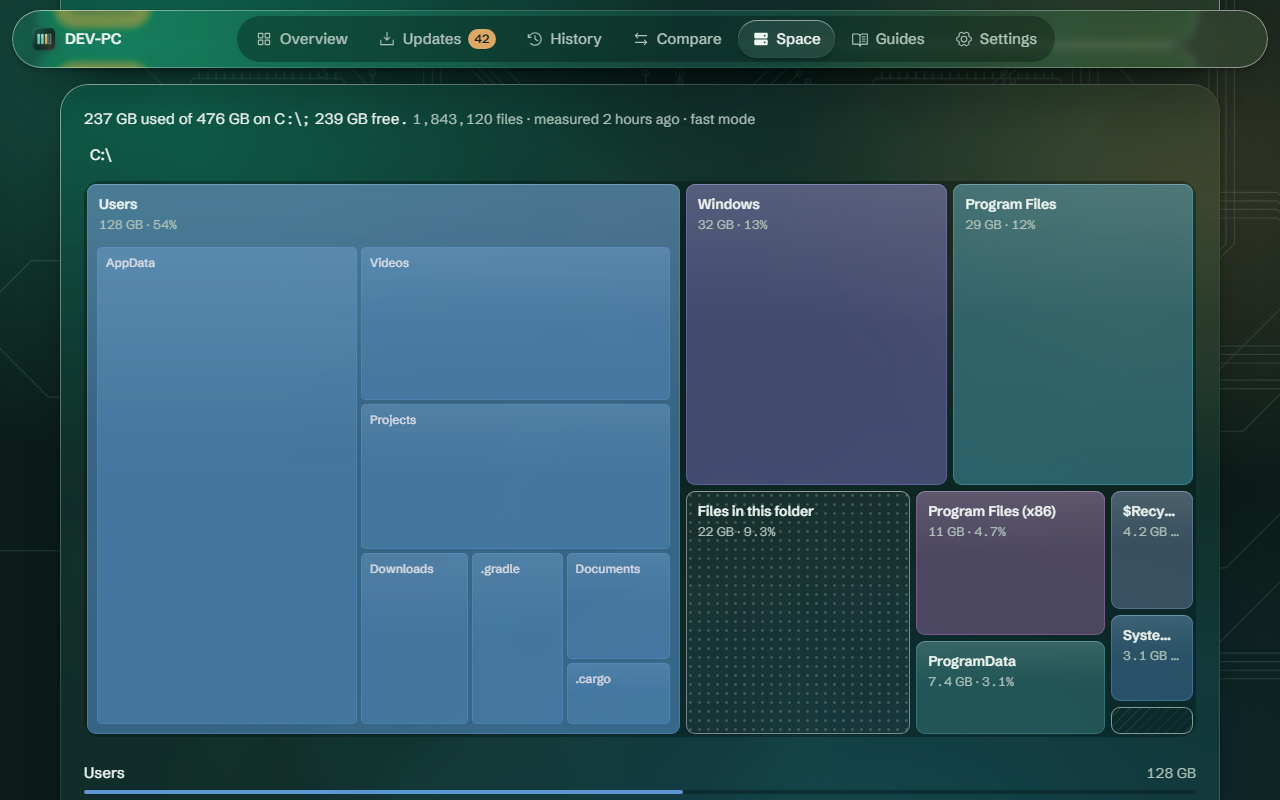 DEV-PC
Overview
Updates 42
History
Compare
Space
Guides
Settings
237 GB used of 476 GB on C:\; 239 GB free. 1,843,120 files · measured 2 hours ago · fast mode
C:\
Users
128 GB · 54%
AppData
Videos
Projects
Downloads
.gradle
Documents
.cargo
Windows
32 GB · 13%
Program Files
29 GB · 12%
Files in this folder
22 GB · 9.3%
Program Files (x86)
11 GB · 4.7%
ProgramData
7.4 GB · 3.1%
$Recy...
4.2 GB ...
Syste...
3.1 GB ...
Users
128 GB